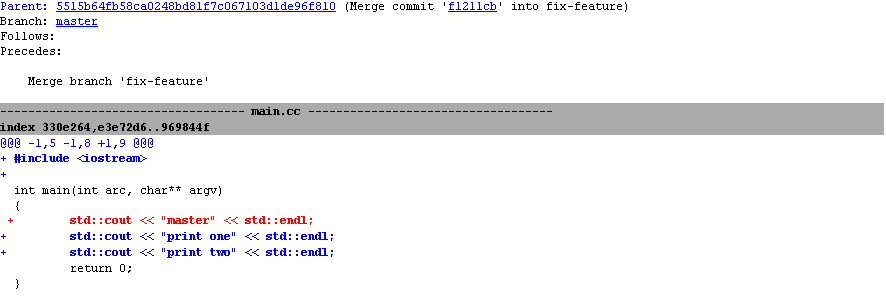 Parent: 5515b64fb58ca0248bd81f7c067103d1de96f810 (Merge commit 'f1211cb' into fix-feature)
Branch: master
Follows:
Precedes:
    Merge branch 'fix-feature'
----------------------------------- main.cc -----------------------------------
index 330e264,e3e72d6..969844f
@@@ -1,5 -1,8 +1,9 @@@
+ #include <iostream>
+
  int main(int arc, char** argv)
  {
 +        std::cout << "master" << std::endl;
+         std::cout << "print one" << std::endl;
+         std::cout << "print two" << std::endl;
          return 0;
  }